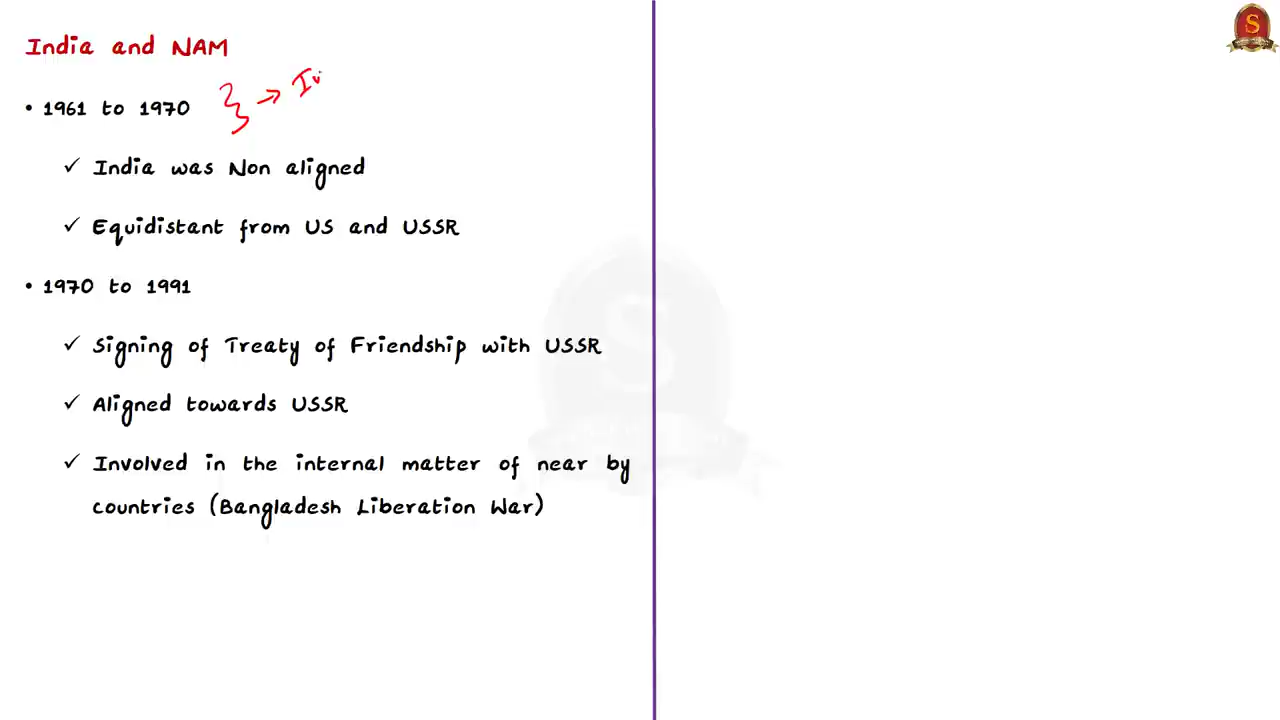 India and NAM
• 1961 to 1970
✓ India was Non aligned
✓ Equidistant from US and USSR
• 1970 to 1991
✓ Signing of Treaty of Friendship with USSR
✓ Aligned towards USSR
✓ Involved in the internal matter of near by
countries (Bangladesh Liberation War)
S